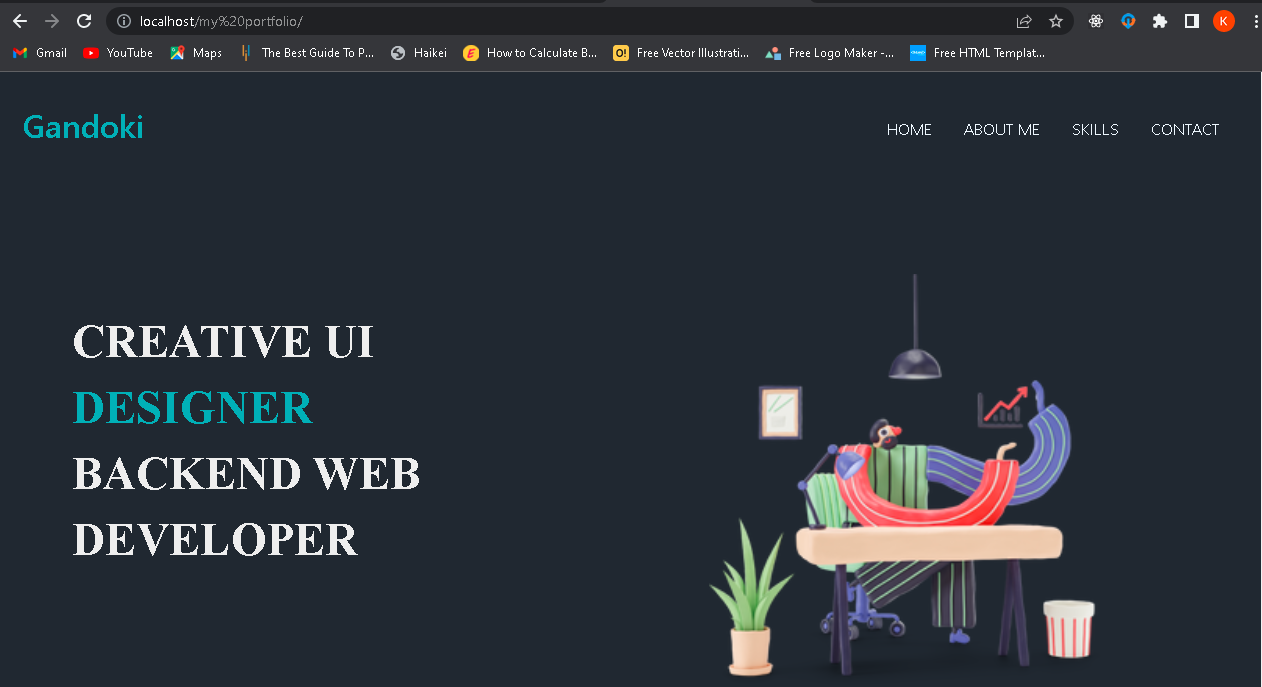 localhost/my%20portfolio/
K
Gmail YouTube Maps The Best Guide To P... Haikei How to Calculate B... O! Free Vector Illustrati... Free Logo Maker -... Free HTML Templat...
Gandoki
HOME ABOUT ME SKILLS CONTACT
CREATIVE UI
DESIGNER
BACKEND WEB
DEVELOPER